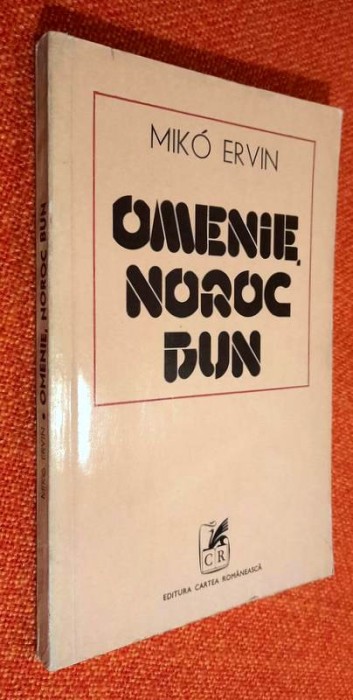 MIKÓ ERVIN
OMENIE,
NOROC
BUN
CR
EDITURA CARTEA ROMÂNEASCĂ
MIKÓ ERVIN • OMENIE, NOROC BUN